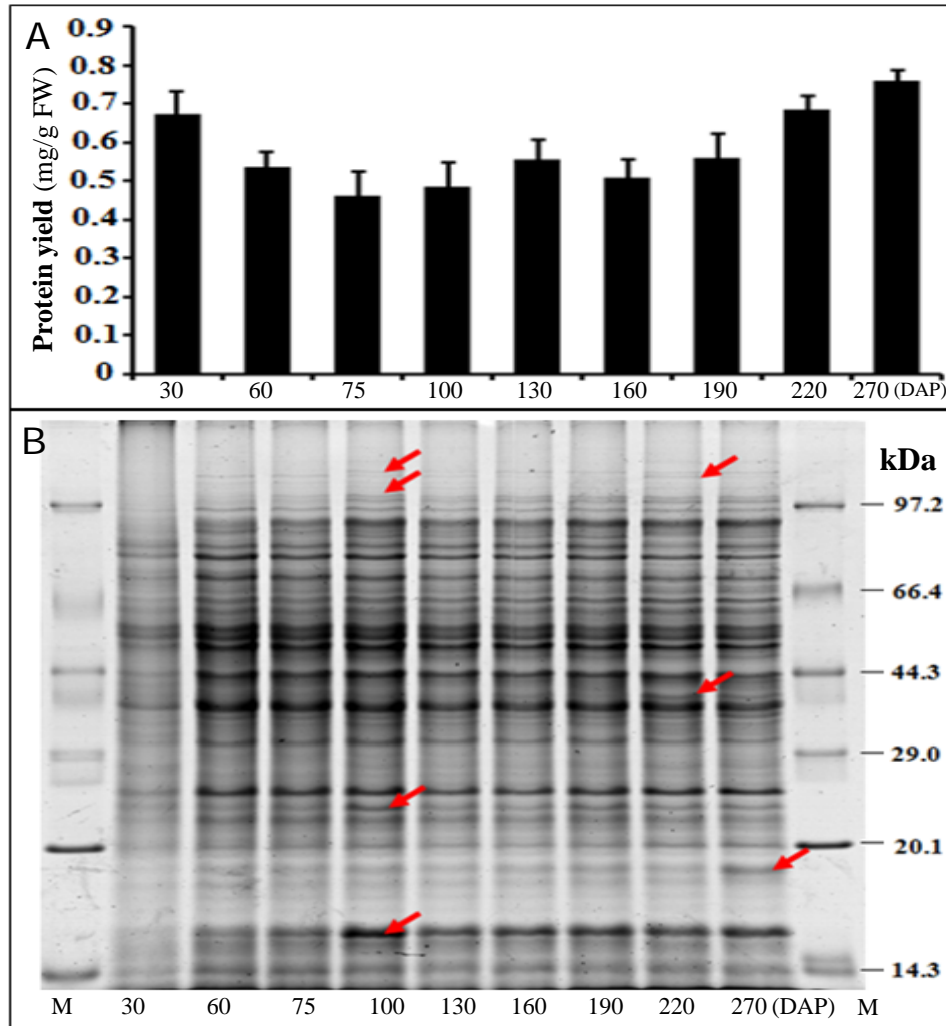 A
Protein yield (mg/g FW)
0.9
0.8
0.7
0.6
0.5
0.4
0.3
0.2
0.1
0
30 60 75 100 130 160 190 220 270 (DAP)
B
kDa
97.2
66.4
44.3
29.0
20.1
14.3
M 30 60 75 100 130 160 190 220 270 (DAP) M